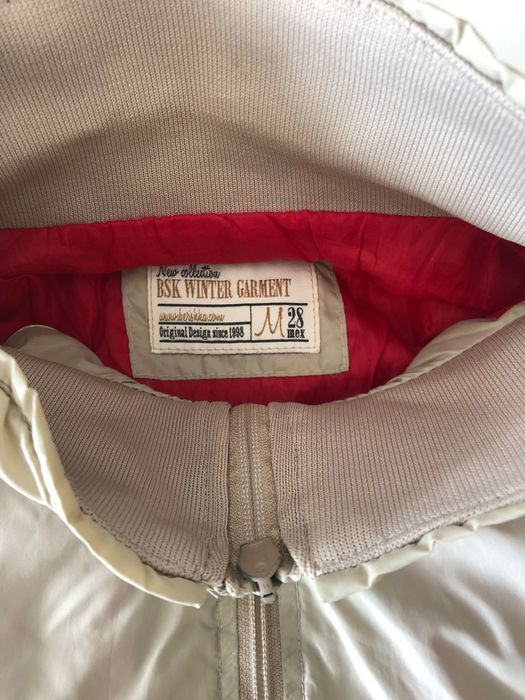 New collection
BSK WINTER GARMENT
www.bershka.com
Original Design since 1998
M 28
mex